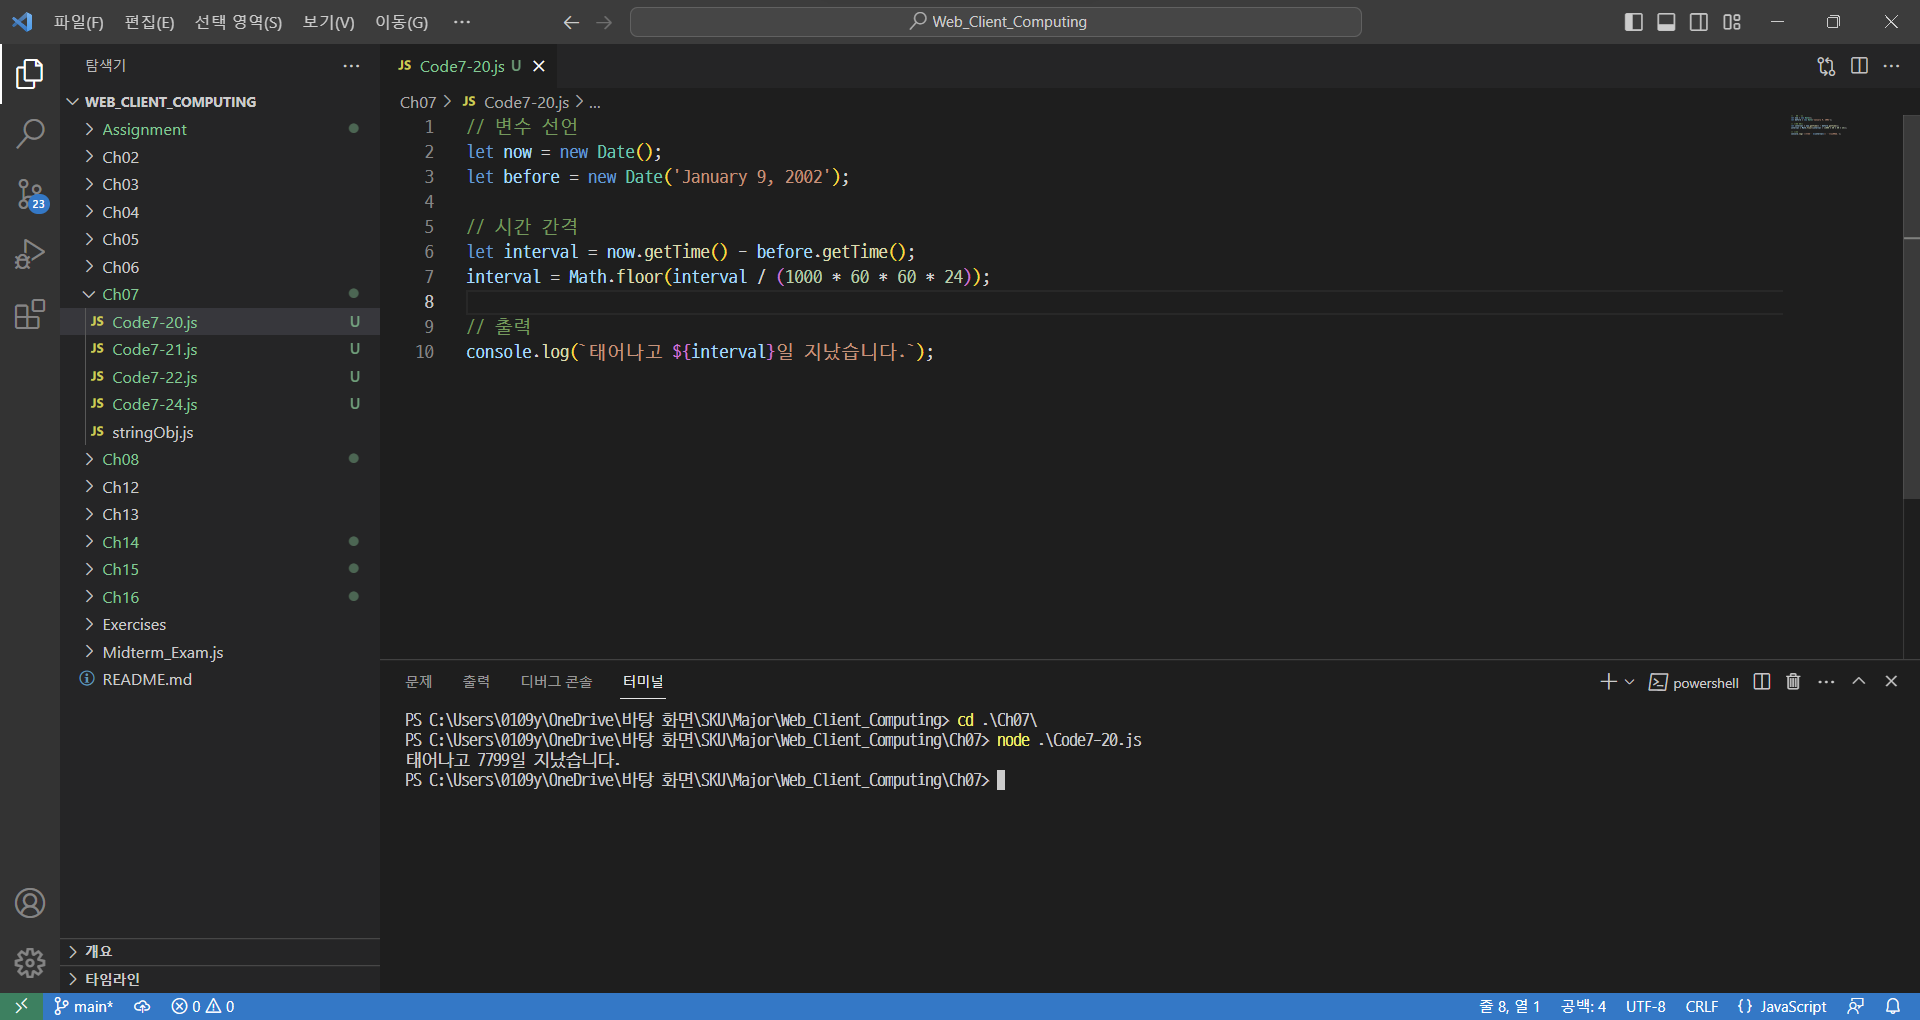 파일(F) 편집(E) 선택 영역(S) 보기(V) 이동(G) ··· Web_Client_Computing
탐색기 ···
WEB_CLIENT_COMPUTING
Assignment
Ch02
Ch03
Ch04
Ch05
Ch06
Ch07
JS Code7-20.js U
JS Code7-21.js U
JS Code7-22.js U
JS Code7-24.js U
JS stringObj.js
Ch08
Ch12
Ch13
Ch14
Ch15
Ch16
Exercises
Midterm_Exam.js
README.md
개요
타임라인
23
JS Code7-20.js U
Ch07 > JS Code7-20.js > ...
1 // 변수 선언
2 let now = new Date();
3 let before = new Date('January 9, 2002');
4
5 // 시간 간격
6 let interval = now.getTime() - before.getTime();
7 interval = Math.floor(interval / (1000 * 60 * 60 * 24));
8
9 // 출력
10 console.log(`태어나고 ${interval}일 지났습니다.`);
문제 출력 디버그 콘솔 터미널 powershell
PS C:\Users\0109y\OneDrive\바탕 화면\SKU\Major\Web_Client_Computing> cd .\Ch07\
PS C:\Users\0109y\OneDrive\바탕 화면\SKU\Major\Web_Client_Computing\Ch07> node .\Code7-20.js
태어나고 7799일 지났습니다.
PS C:\Users\0109y\OneDrive\바탕 화면\SKU\Major\Web_Client_Computing\Ch07>
main* 0 0 줄 8, 열 1 공백: 4 UTF-8 CRLF {} JavaScript